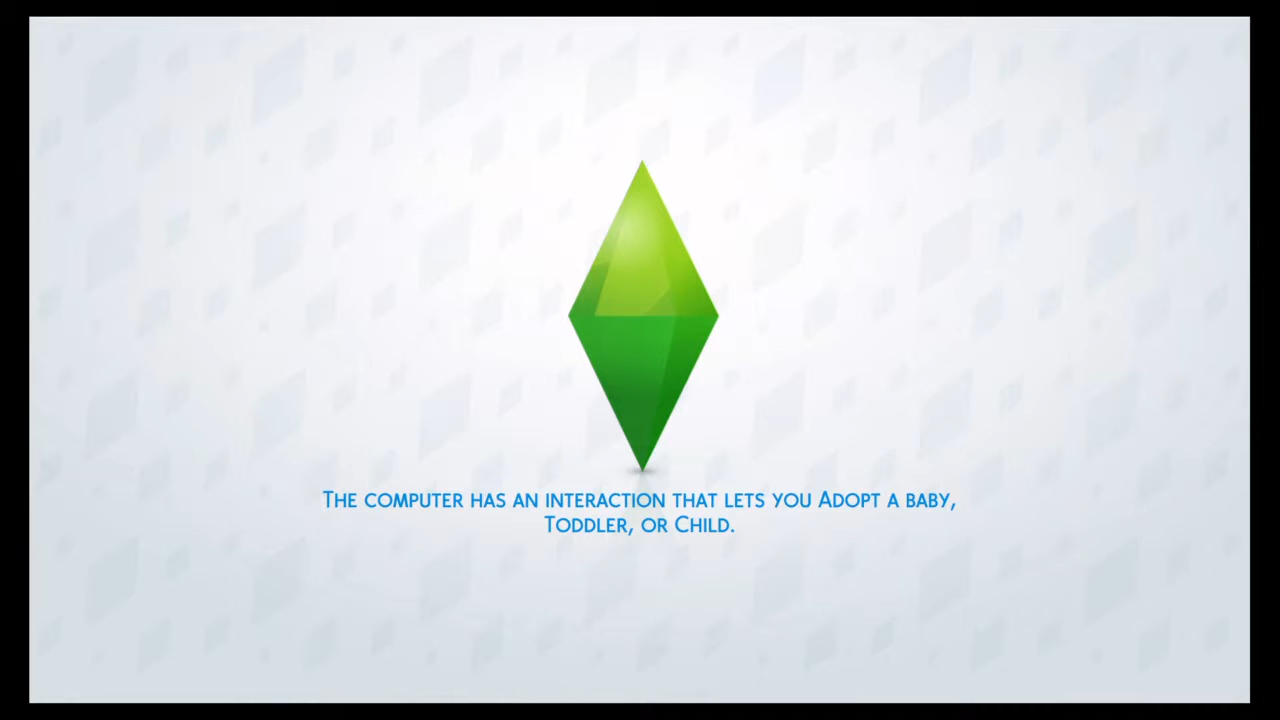 The computer has an interaction that lets you Adopt a baby,
Toddler, or Child.